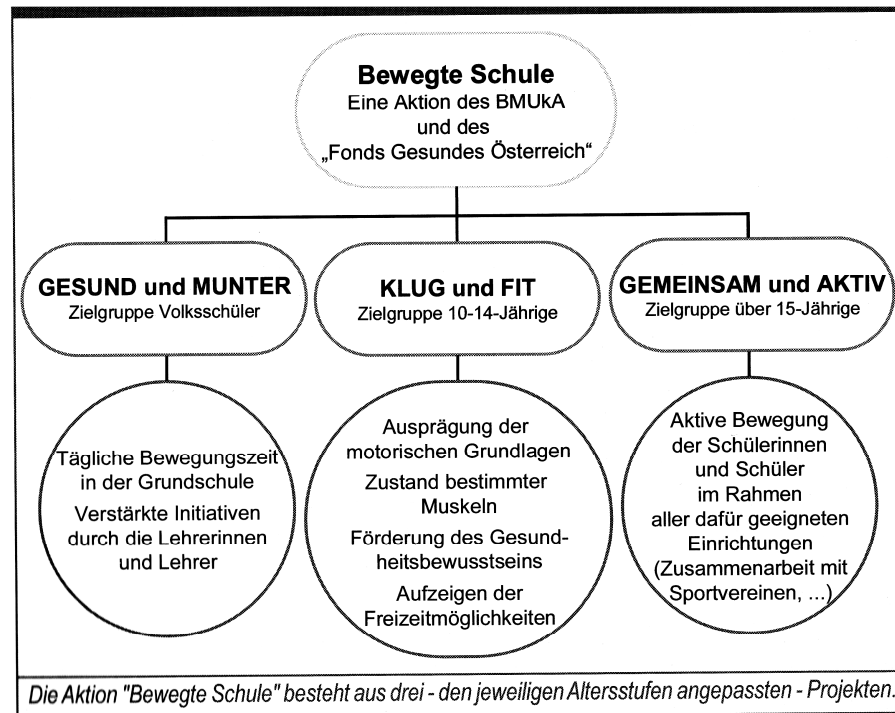 Bewegte Schule
Eine Aktion des BMUkA
und des
„Fonds Gesundes Österreich“
GESUND und MUNTER
Zielgruppe Volksschüler
KLUG und FIT
Zielgruppe 10-14-Jährige
GEMEINSAM und AKTIV
Zielgruppe über 15-Jährige
Tägliche Bewegungszeit
in der Grundschule
Verstärkte Initiativen
durch die Lehrerinnen
und Lehrer
Ausprägung der
motorischen Grundlagen
Zustand bestimmter
Muskeln
Förderung des Gesund-
heitsbewusstseins
Aufzeigen der
Freizeitmöglichkeiten
Aktive Bewegung
der Schülerinnen
und Schüler
im Rahmen
aller dafür geeigneten
Einrichtungen
(Zusammenarbeit mit
Sportvereinen, ...)
Die Aktion "Bewegte Schule" besteht aus drei - den jeweiligen Altersstufen angepassten - Projekten.